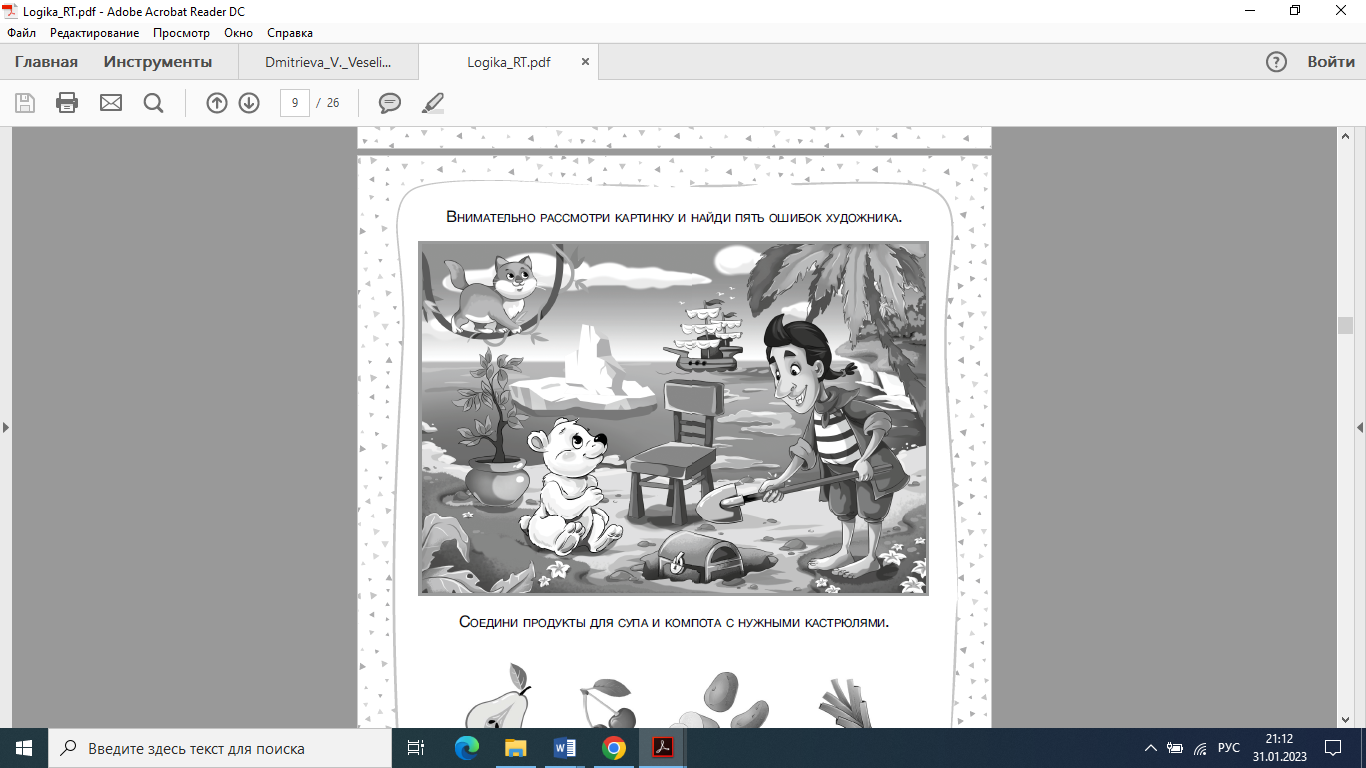 Logika_RT.pdf - Adobe Acrobat Reader DC
Файл Редактирование Просмотр Окно Справка
Главная Инструменты Dmitrieva_V._Veseli... Logika_RT.pdf × Войти
9 / 26
Внимательно рассмотри картинку и найди пять ошибок художника.
Соедини продукты для супа и компота с нужными кастрюлями.
Введите здесь текст для поиска
РУС
21:12
31.01.2023